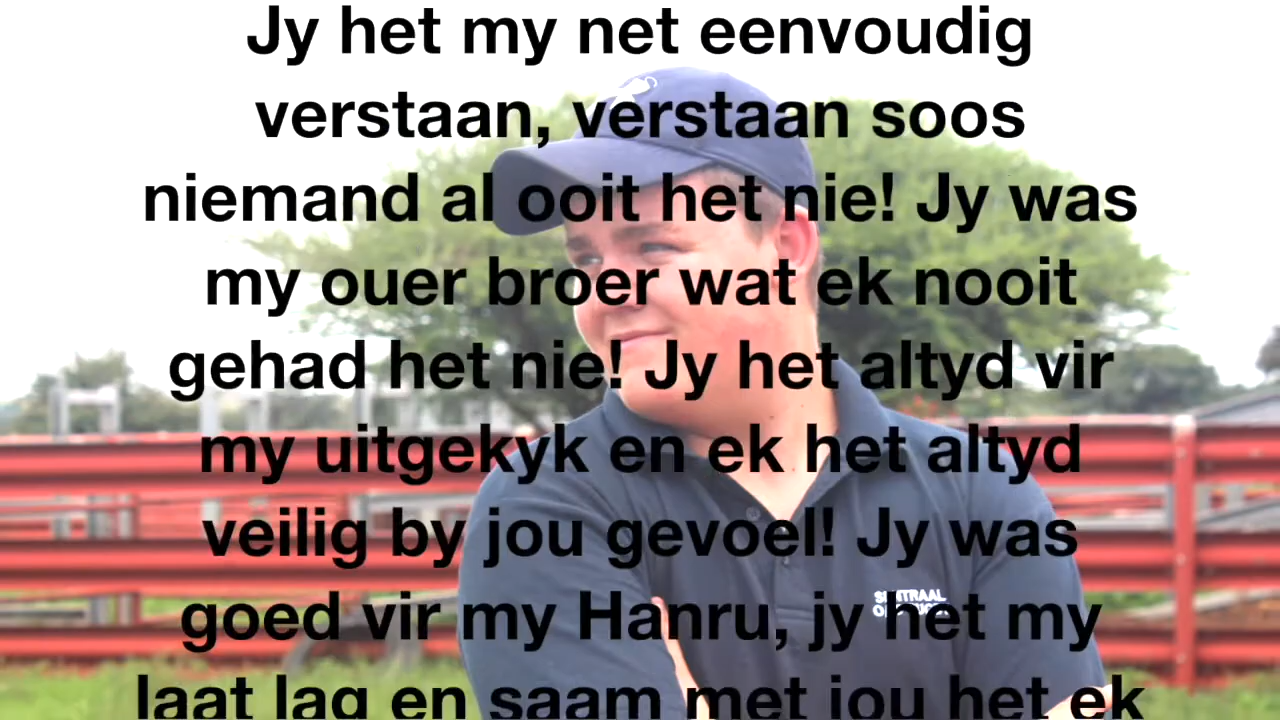 Jy het my net eenvoudig
verstaan, verstaan soos
niemand al ooit het nie! Jy was
my ouer broer wat ek nooit
gehad het nie! Jy het altyd vir
my uitgekyk en ek het altyd
veilig by jou gevoel! Jy was
goed vir my Hanru, jy het my
laat lag en saam met jou het ek